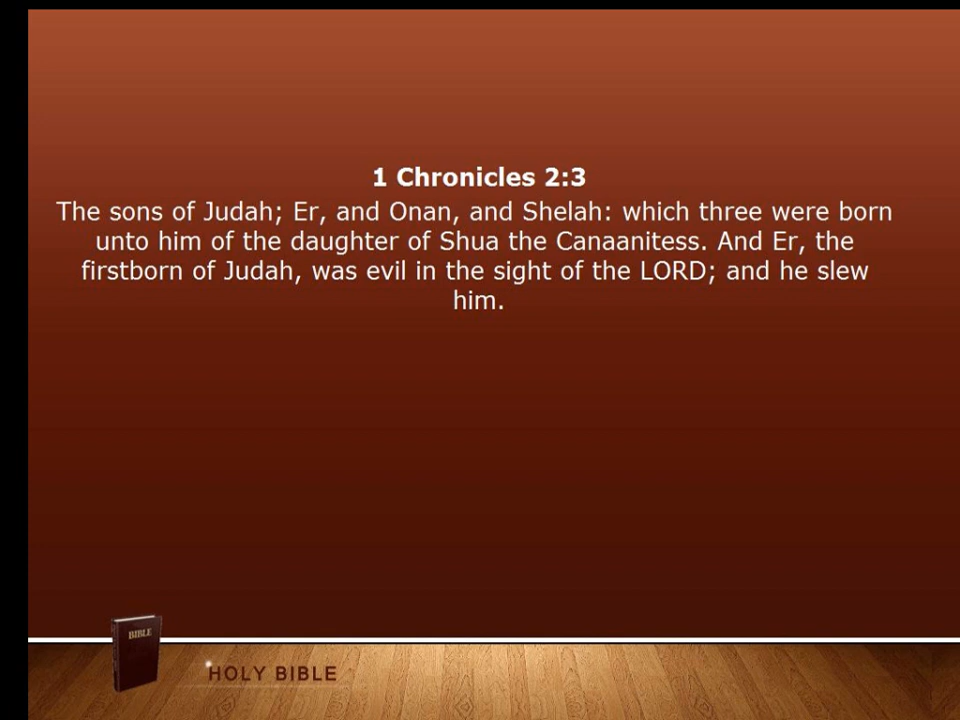 1 Chronicles 2:3
The sons of Judah; Er, and Onan, and Shelah: which three were born
unto him of the daughter of Shua the Canaanitess. And Er, the
firstborn of Judah, was evil in the sight of the LORD; and he slew
him.
BIBLE
HOLY BIBLE